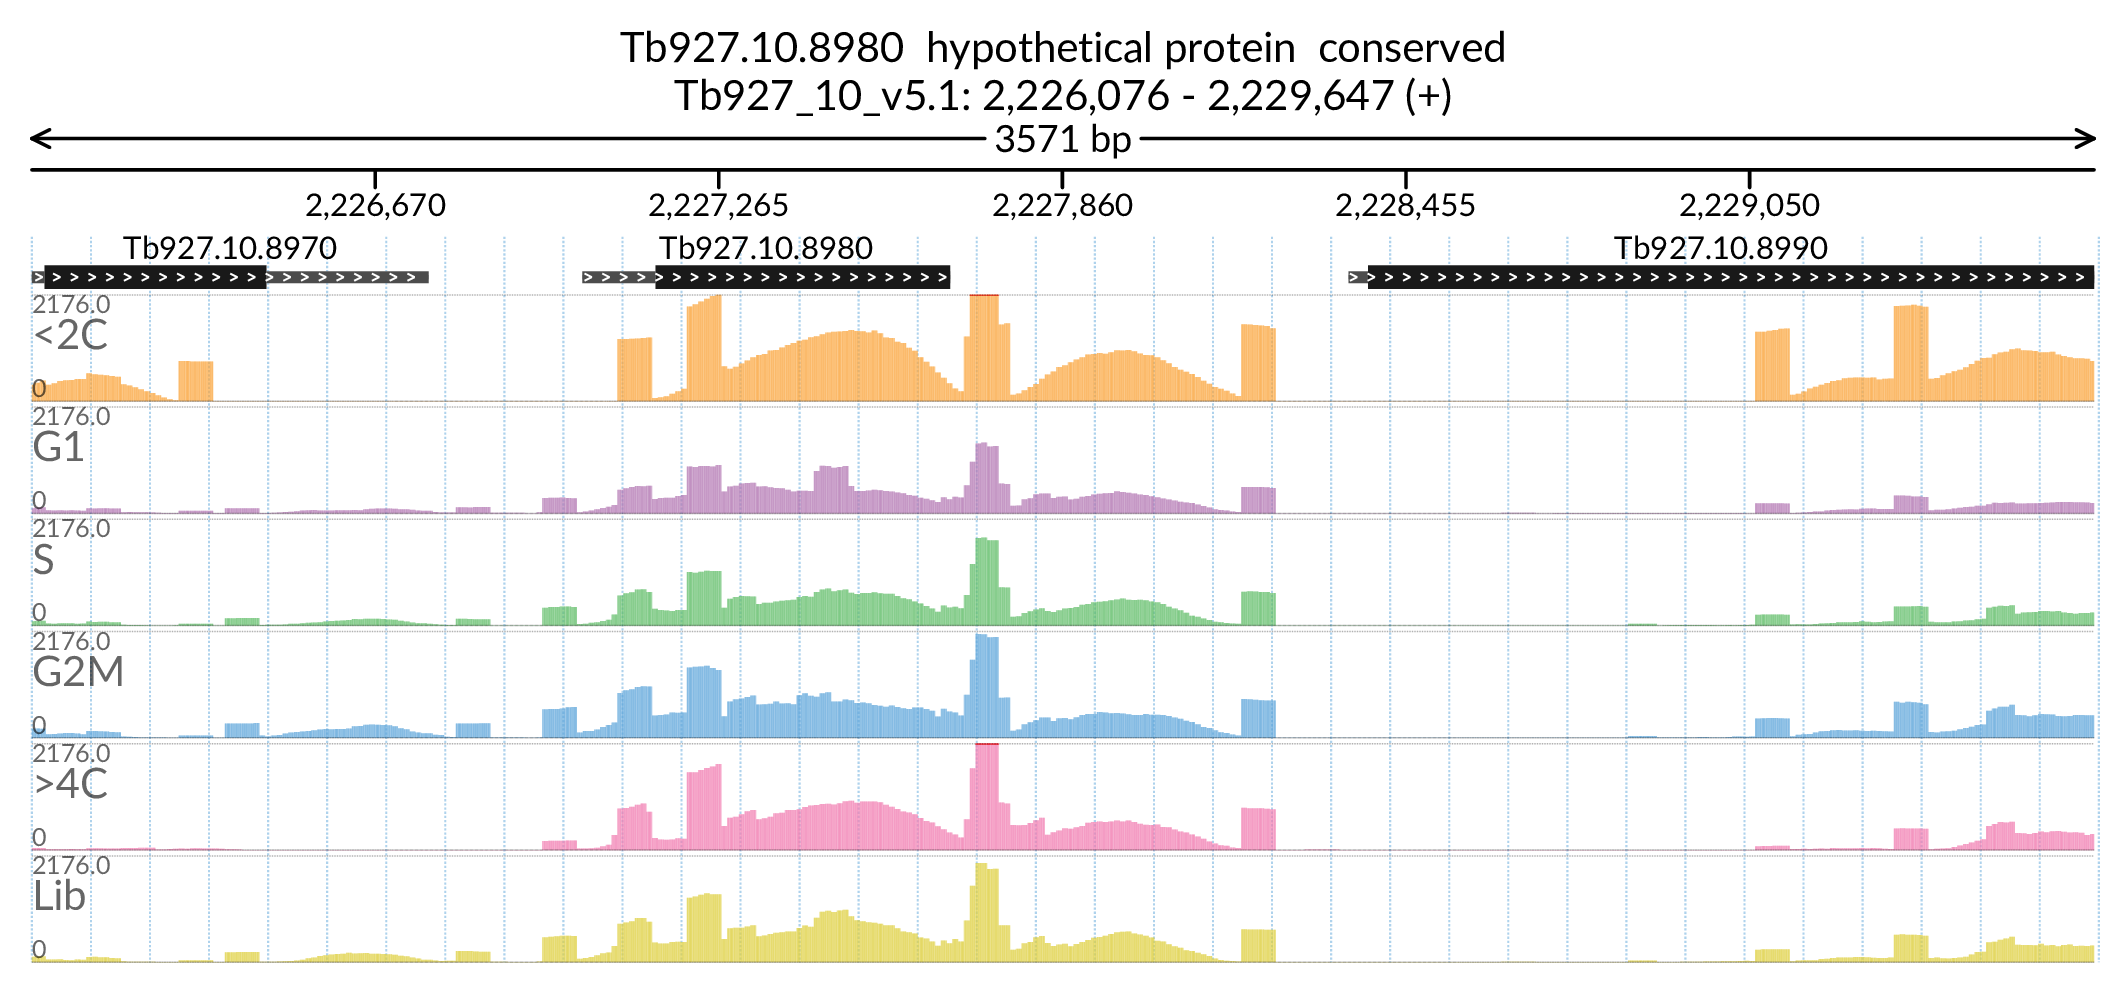 Tb927.10.8980  hypothetical protein  conserved
Tb927_10_v5.1: 2,226,076 - 2,229,647 (+)
3571 bp
2,226,670 2,227,265 2,227,860 2,228,455 2,229,050
Tb927.10.8970 Tb927.10.8980 Tb927.10.8990
2176.0
<2C
0
2176.0
G1
0
2176.0
S
0
2176.0
G2M
0
2176.0
>4C
0
2176.0
Lib
0